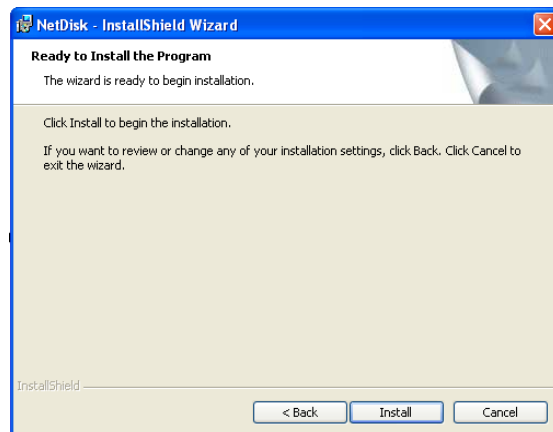 NetDisk - InstallShield Wizard
Ready to Install the Program
The wizard is ready to begin installation.
Click Install to begin the installation.
If you want to review or change any of your installation settings, click Back. Click Cancel to
exit the wizard.
InstallShield
< Back Install Cancel